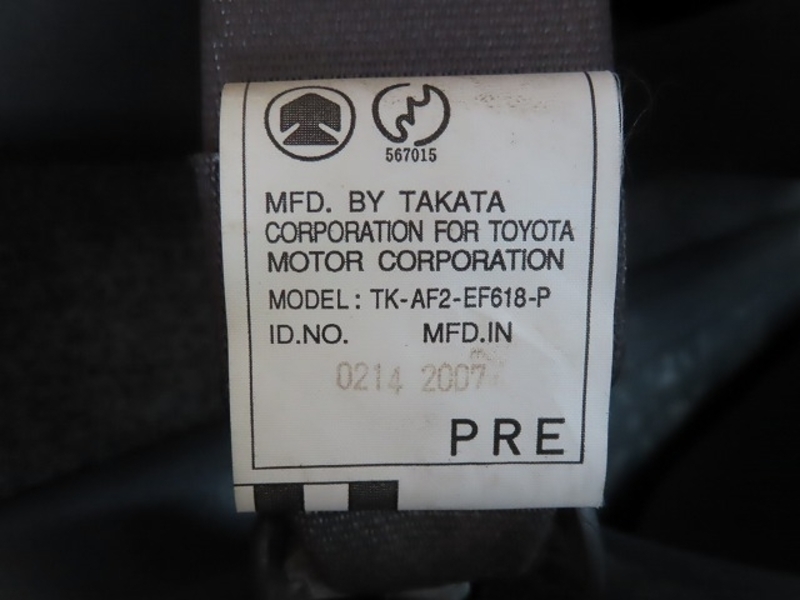 567015
MFD. BY TAKATA
CORPORATION FOR TOYOTA
MOTOR CORPORATION
MODEL: TK-AF2-EF618-P
ID.NO. MFD.IN
0214 2007
PRE